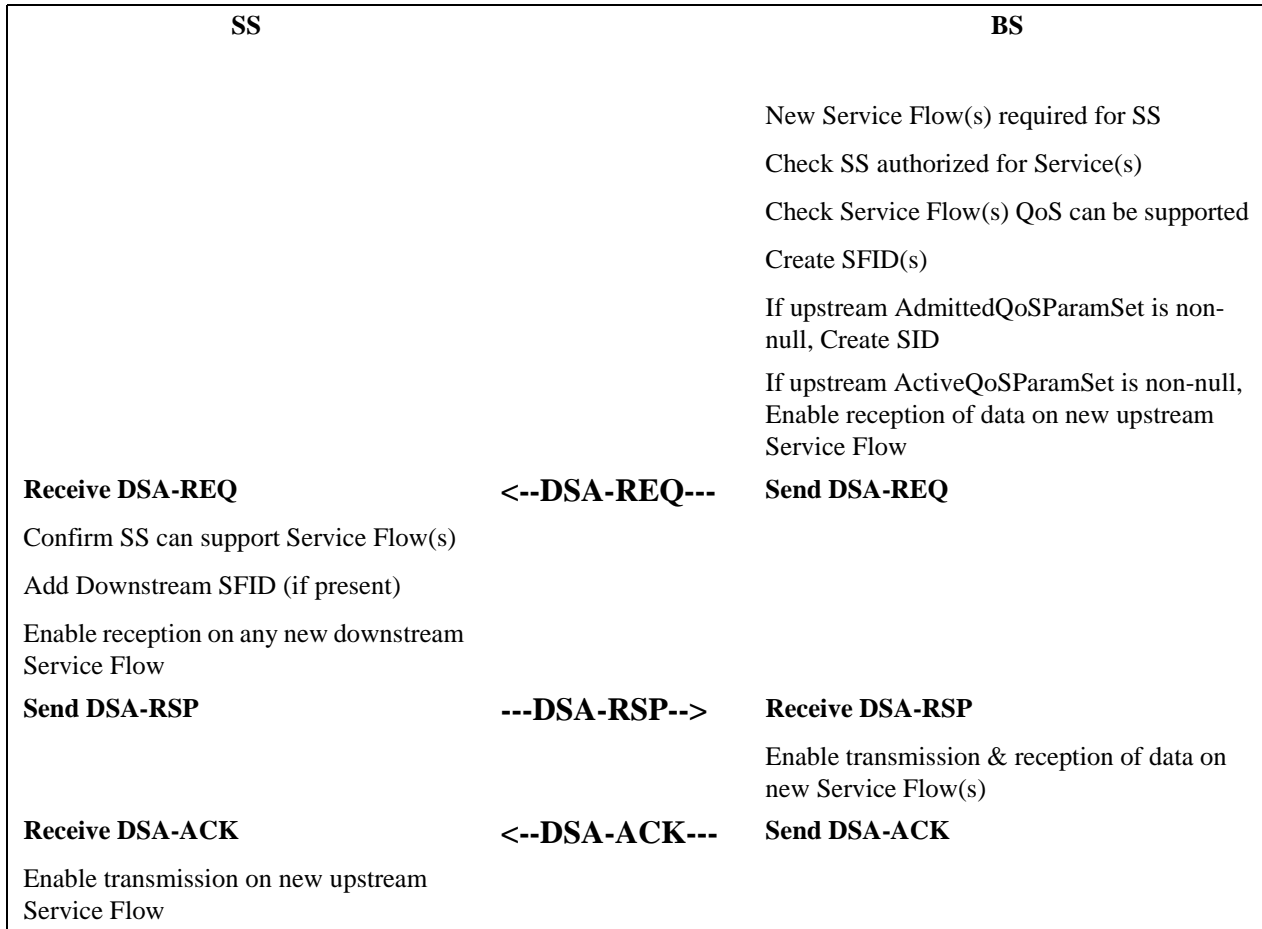 SS BS
New Service Flow(s) required for SS
Check SS authorized for Service(s)
Check Service Flow(s) QoS can be supported
Create SFID(s)
If upstream AdmittedQoSParamSet is non-
null, Create SID
If upstream ActiveQoSParamSet is non-null,
Enable reception of data on new upstream
Service Flow
Receive DSA-REQ <--DSA-REQ--- Send DSA-REQ
Confirm SS can support Service Flow(s)
Add Downstream SFID (if present)
Enable reception on any new downstream
Service Flow
Send DSA-RSP ---DSA-RSP--> Receive DSA-RSP
Enable transmission & reception of data on
new Service Flow(s)
Receive DSA-ACK <--DSA-ACK--- Send DSA-ACK
Enable transmission on new upstream
Service Flow